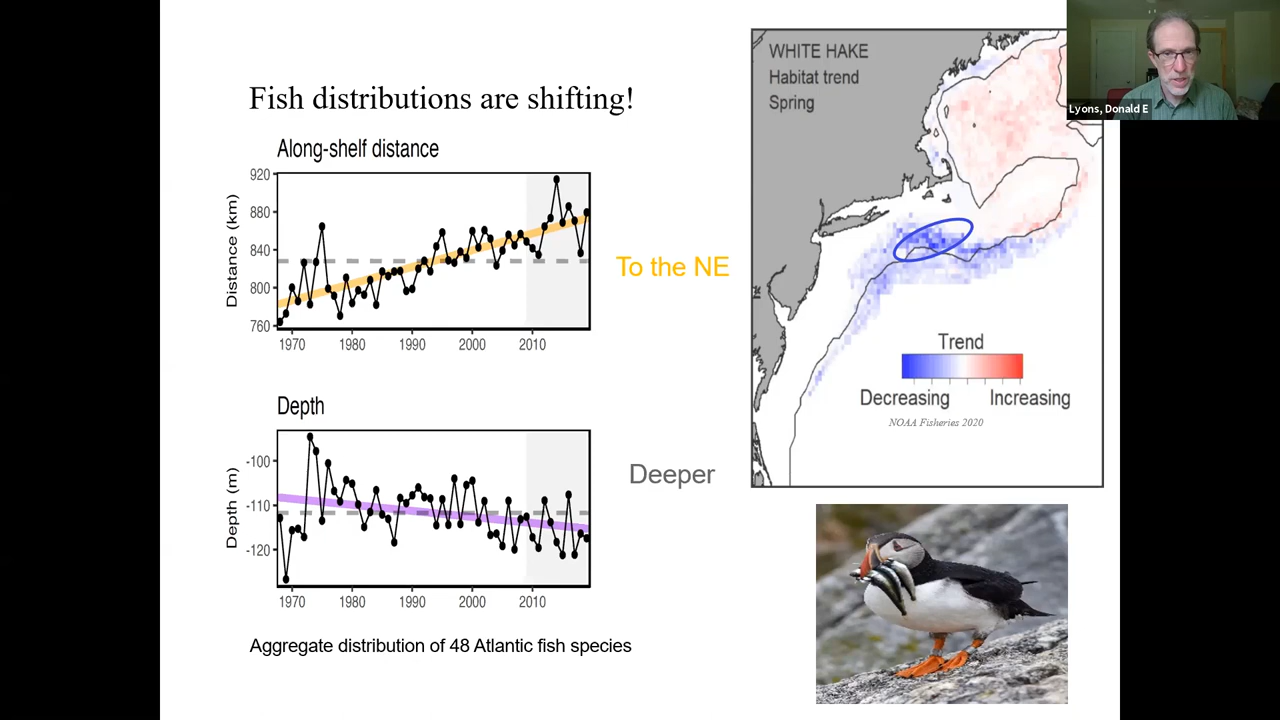 Fish distributions are shifting!
Along-shelf distance
Distance (km)
920
880
840
800
760
1970 1980 1990 2000 2010
To the NE
Depth
Depth (m)
-100
-110
-120
1970 1980 1990 2000 2010
Deeper
Aggregate distribution of 48 Atlantic fish species
WHITE HAKE
Habitat trend
Spring
Trend
Decreasing Increasing
NOAA Fisheries 2020
Lyons, Donald E